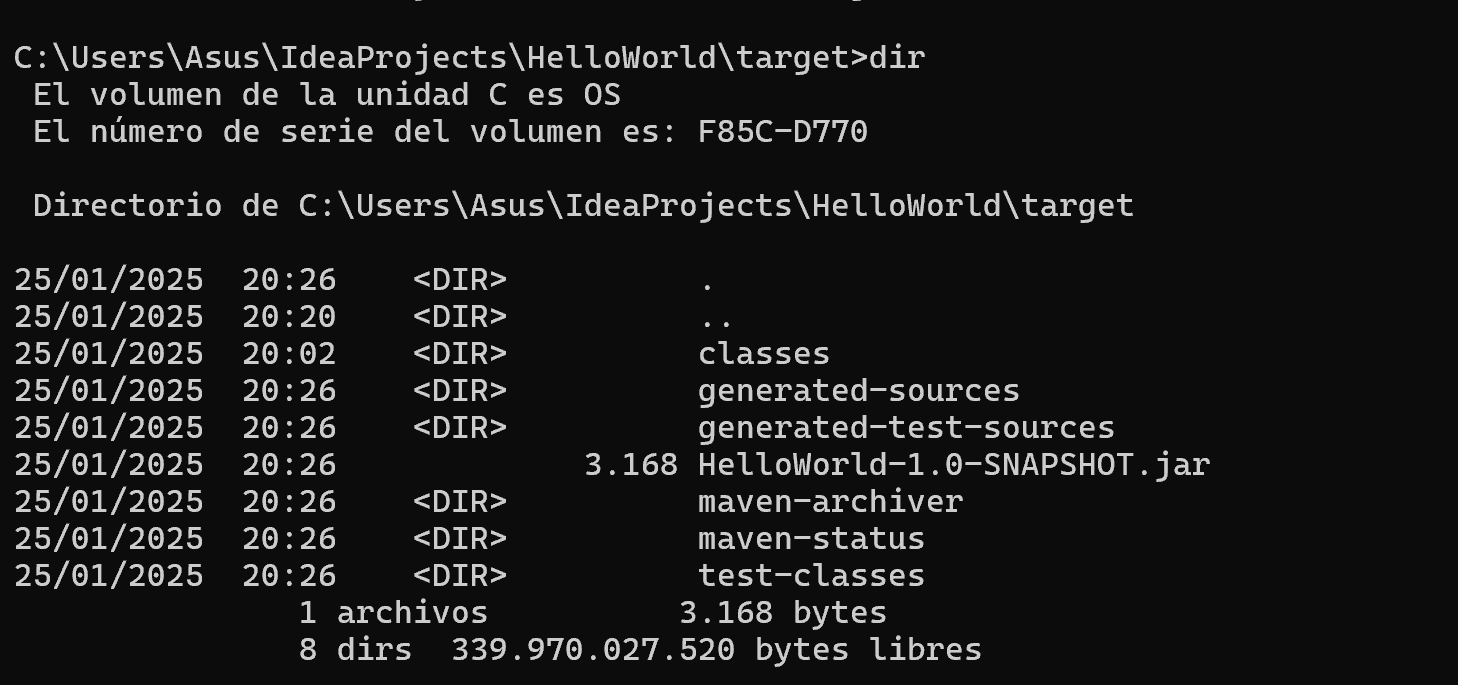 C:\Users\Asus\IdeaProjects\HelloWorld\target>dir
El volumen de la unidad C es OS
El número de serie del volumen es: F85C-D770
Directorio de C:\Users\Asus\IdeaProjects\HelloWorld\target
25/01/2025  20:26    <DIR>          .
25/01/2025  20:20    <DIR>          ..
25/01/2025  20:02    <DIR>          classes
25/01/2025  20:26    <DIR>          generated-sources
25/01/2025  20:26    <DIR>          generated-test-sources
25/01/2025  20:26             3.168 HelloWorld-1.0-SNAPSHOT.jar
25/01/2025  20:26    <DIR>          maven-archiver
25/01/2025  20:26    <DIR>          maven-status
25/01/2025  20:26    <DIR>          test-classes
1 archivos          3.168 bytes
8 dirs  339.970.027.520 bytes libres